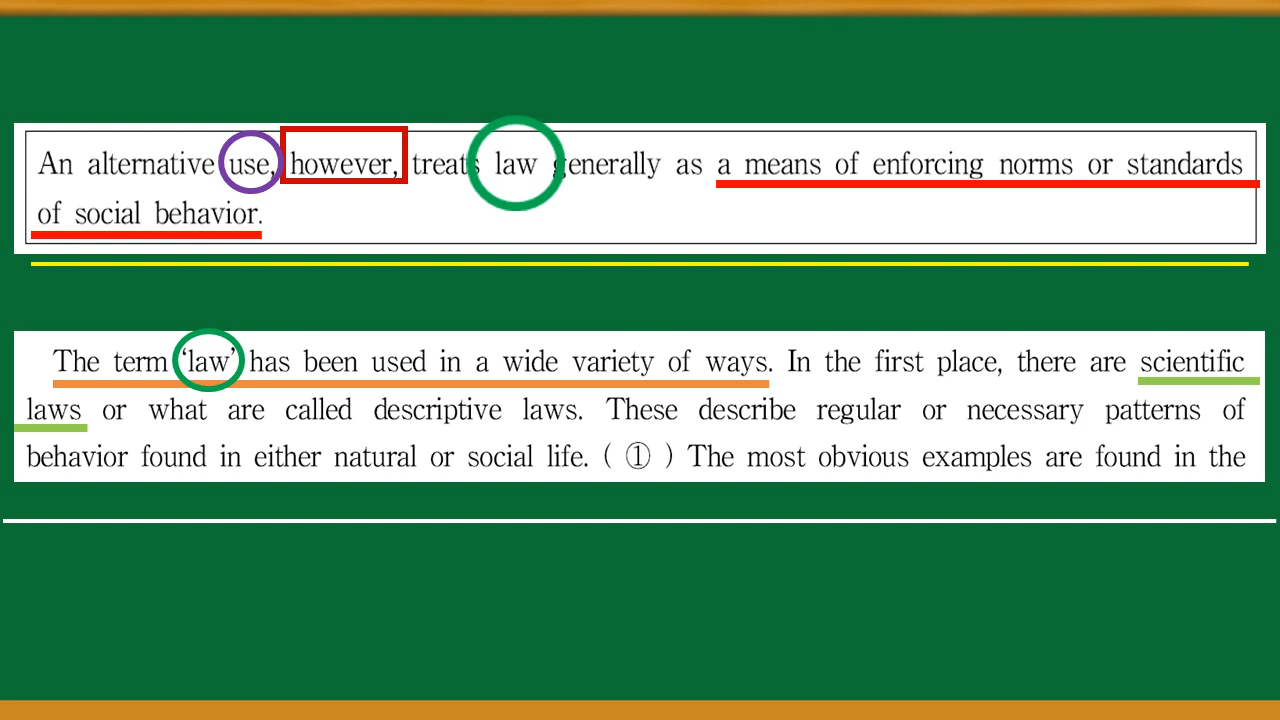 An alternative use, however, treats law generally as a means of enforcing norms or standards
of social behavior.
The term ‘law’ has been used in a wide variety of ways. In the first place, there are scientific
laws or what are called descriptive laws. These describe regular or necessary patterns of
behavior found in either natural or social life. ( ① ) The most obvious examples are found in the